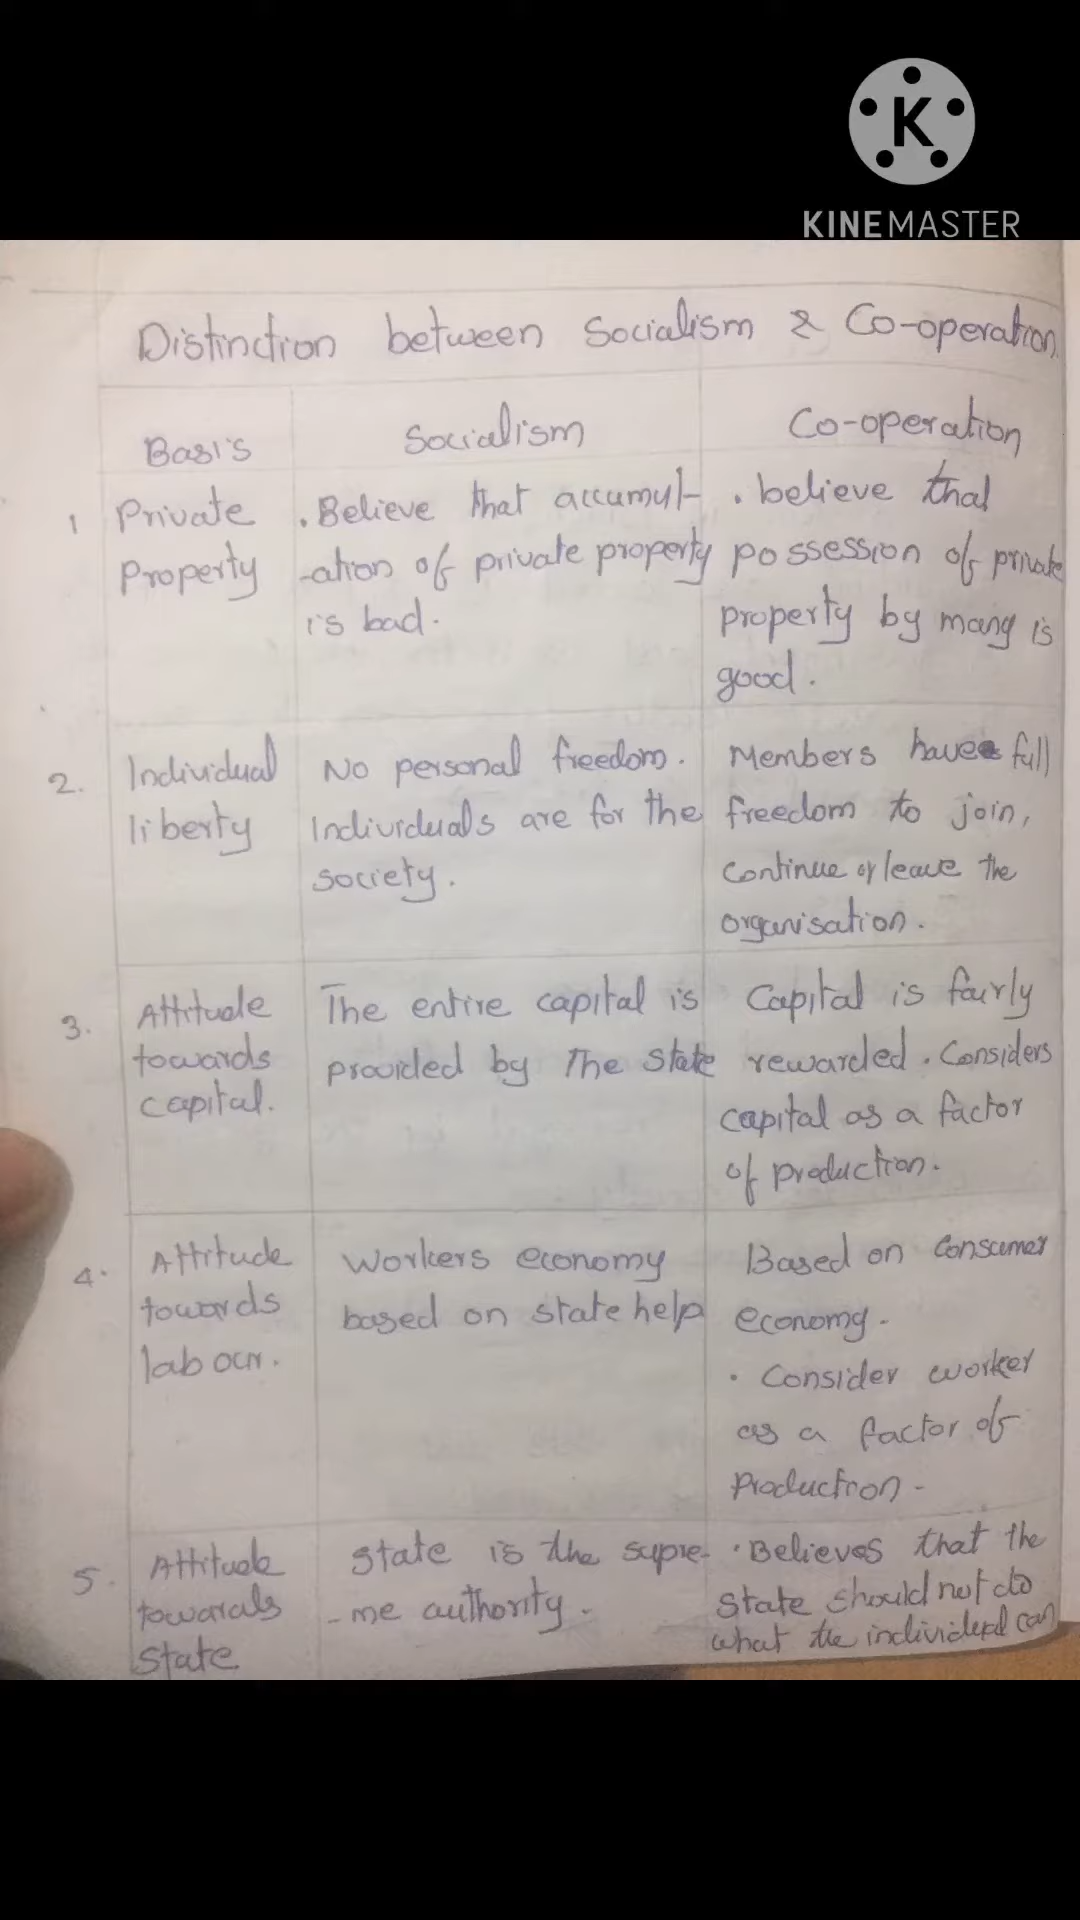 K
KINEMASTER
Distinction between Socialism & Co-operation
Basis
Socialism
Co-operation
1 Private
Property
. Believe that accumul-
-ation of private property
is bad.
. believe that
possession of private
property by many is
good.
2. Individual
liberty
No personal freedom.
Individuals are for the
society.
Members have full
freedom to join,
continue or leave the
organisation.
3. Attitude
towards
capital.
The entire capital is
provided by The State
Capital is fairly
rewarded. Considers
capital as a factor
of production.
4. Attitude
towards
labour.
Workers economy
based on state help
Based on consumer
economy.
. Consider worker
as a factor of
Production -
5. Attitude
towards
State
State is the supre-
-me authority.
. Believes that the
State should not do
what the individual can